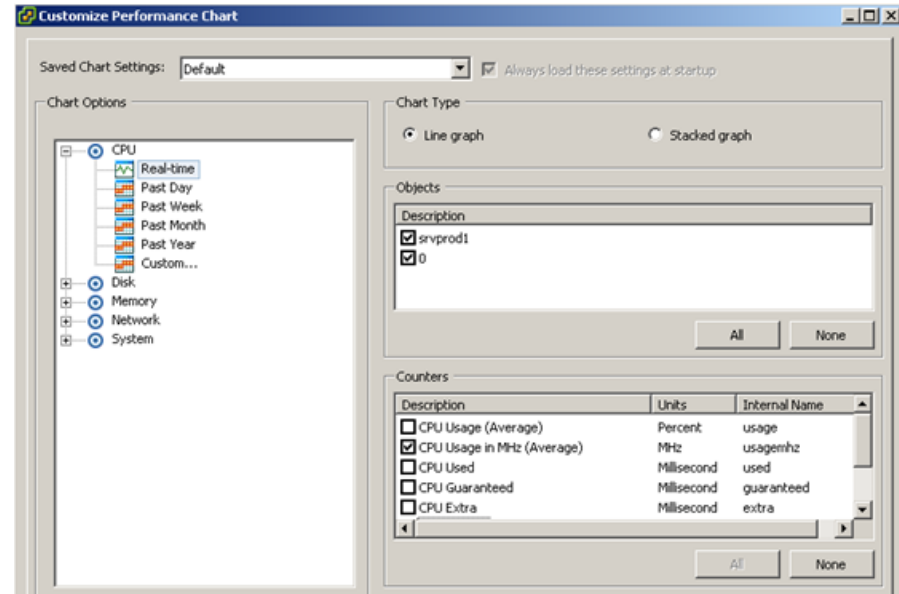 Customize Performance Chart
Saved Chart Settings: Default Always load these settings at startup
Chart Options
CPU
Real-time
Past Day
Past Week
Past Month
Past Year
Custom...
Disk
Memory
Network
System
Chart Type
Line graph Stacked graph
Objects
Description
srvprod1
0
All None
Counters
Description Units Internal Name
CPU Usage (Average) Percent usage
CPU Usage in MHz (Average) MHz usagemhz
CPU Used Millisecond used
CPU Guaranteed Millisecond guaranteed
CPU Extra Millisecond extra
All None